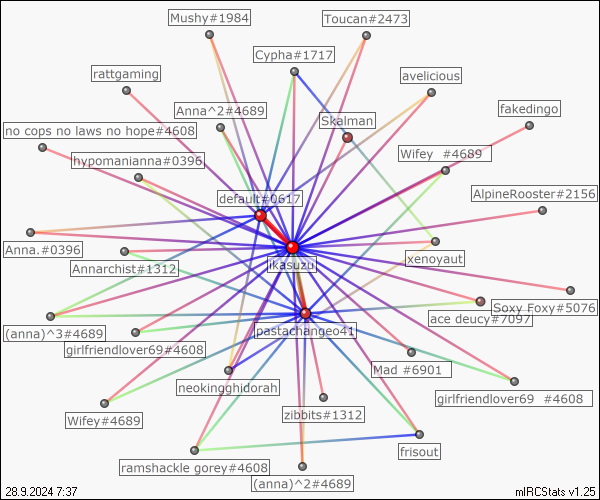 Mushy#1984
Toucan#2473
Cypha#1717
rattgaming
avelicious
Anna^2#4689
fakedingo
Skalman
no cops no laws no hope#4608
hypomanianna#0396
Wifey_#4689
default#0617
AlpineRooster#2156
Anna.#0396
xenoyaut
Annarchist#1312
ikasuzu
Soxy Foxy#5076
ace deucy#7097
(anna)^3#4689
pastachangeo41
girlfriendlover69#4608
Mad_#6901
neokingghidorah
girlfriendlover69_#4608
Wifey#4689
zibbits#1312
frisout
ramshackle gorey#4608
(anna)^2#4689
28.9.2024 7:37
mIRCStats v1.25